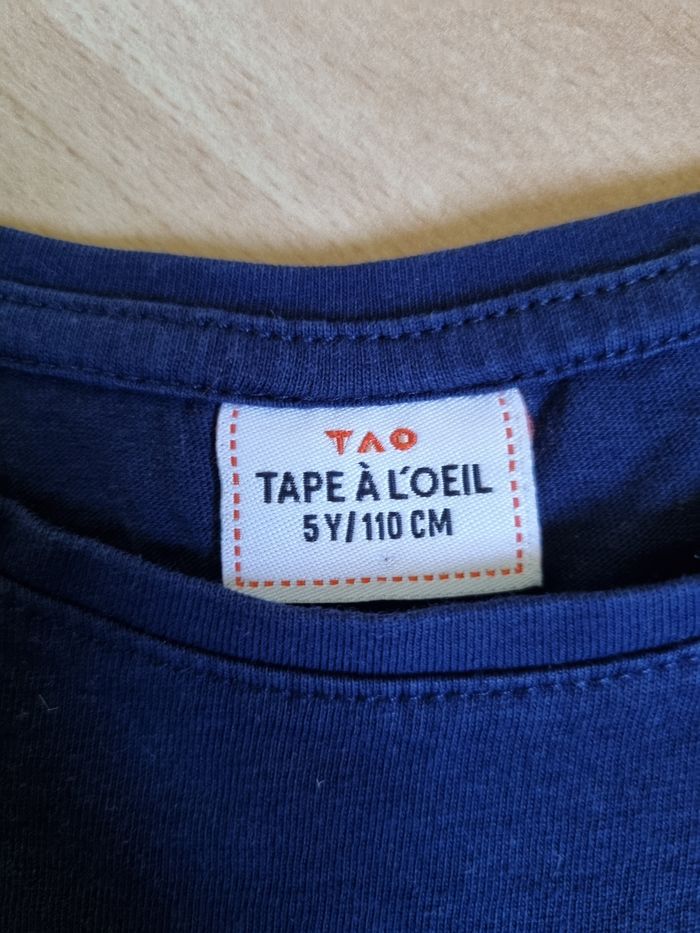 TAO
TAPE À L'OEIL
5Y/110 CM